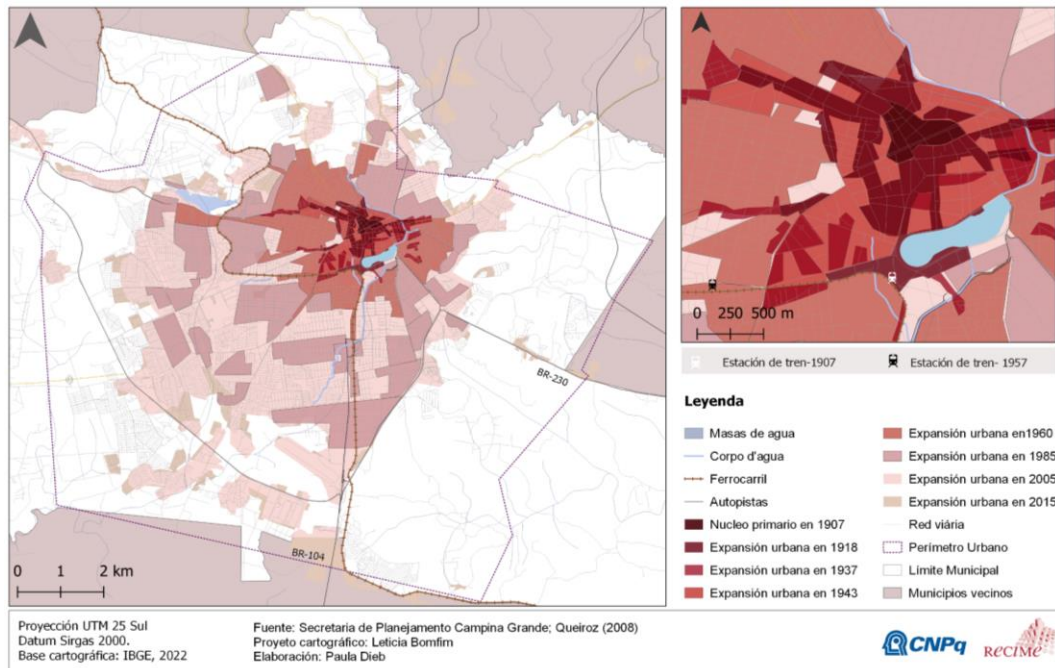 BR-230
BR-104
0 1 2 km
0 250 500 m
Estación de tren-1907
Estación de tren- 1957
Leyenda
Masas de agua
Corpo d'agua
Ferrocarril
Autopistas
Nucleo primario en 1907
Expansión urbana en 1918
Expansión urbana en 1937
Expansión urbana en 1943
Expansión urbana en1960
Expansión urbana en 1985
Expansión urbana en 2005
Expansión urbana en 2015
Red viária
Perímetro Urbano
Límite Municipal
Municipios vecinos
Proyección UTM 25 Sul
Datum Sirgas 2000.
Base cartográfica: IBGE, 2022
Fuente: Secretaria de Planejamento Campina Grande; Queiroz (2008)
Proyeto cartográfico: Leticia Bomfim
Elaboración: Paula Dieb
CNPq
RECIMe